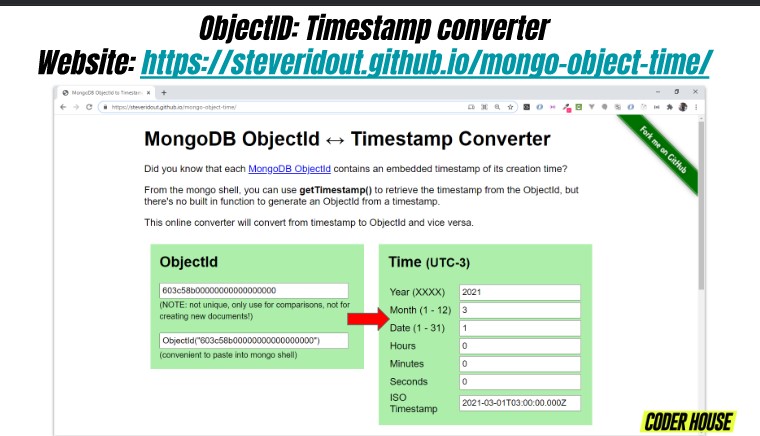 ObjectID: Timestamp converter
Website: https://steveridout.github.io/mongo-object-time/
MongoDB ObjectId to Timestamp
https://steveridout.github.io/mongo-object-time/
Fork me on GitHub
MongoDB ObjectId ↔ Timestamp Converter
Did you know that each MongoDB ObjectId contains an embedded timestamp of its creation time?
From the mongo shell, you can use getTimestamp() to retrieve the timestamp from the ObjectId, but
there's no built in function to generate an ObjectId from a timestamp.
This online converter will convert from timestamp to ObjectId and vice versa.
ObjectId
603c58b00000000000000000
(NOTE: not unique, only use for comparisons, not for
creating new documents!)
ObjectId("603c58b00000000000000000")
(convenient to paste into mongo shell)
Time (UTC-3)
Year (XXXX) 2021
Month (1 - 12) 3
Date (1 - 31) 1
Hours 0
Minutes 0
Seconds 0
ISO
Timestamp 2021-03-01T03:00:00.000Z
CODER HOUSE